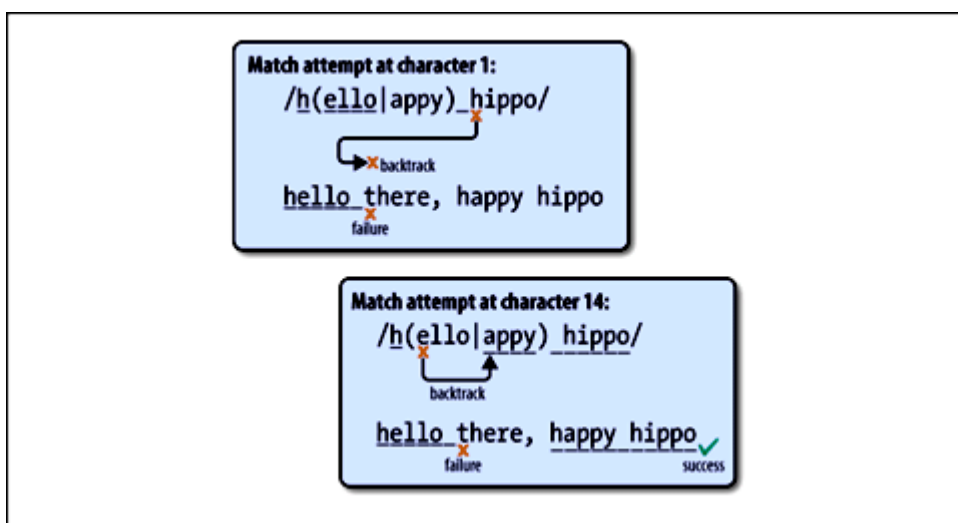 Match attempt at character 1:
/h(ello|appy) hippo/
backtrack
hello there, happy hippo
failure
Match attempt at character 14:
/h(ello|appy) hippo/
backtrack
hello there, happy hippo
failure
success